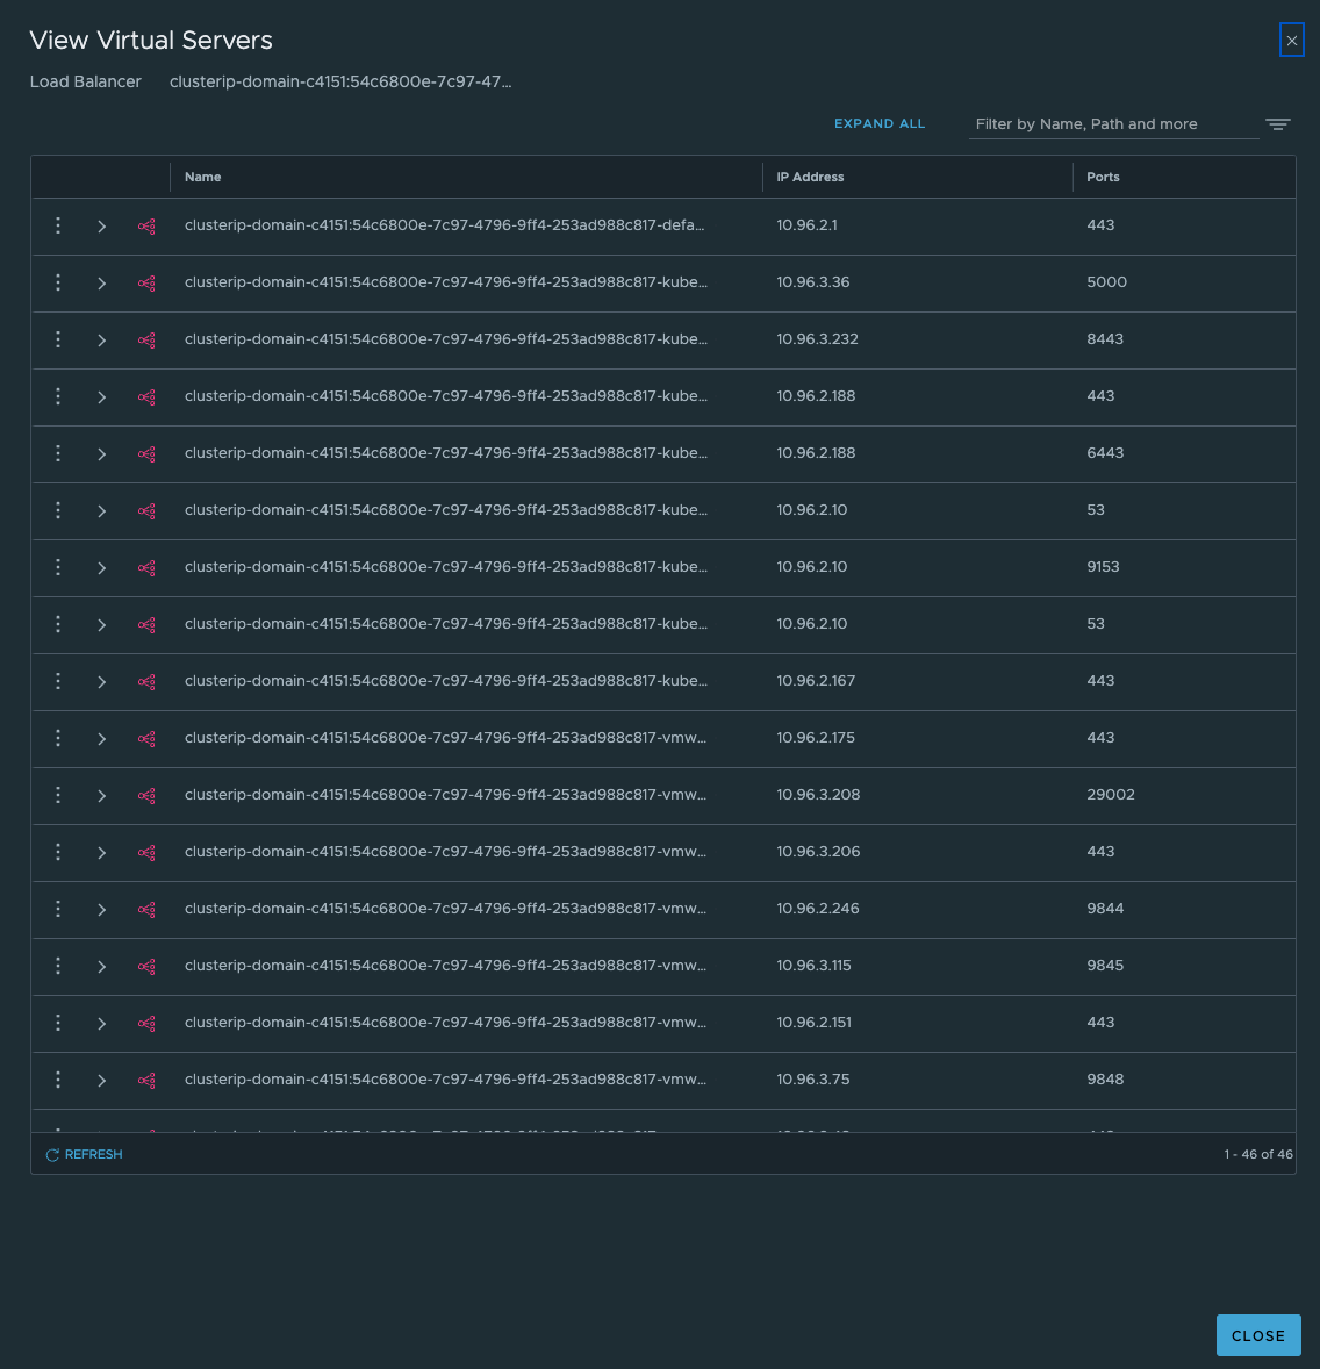 View Virtual Servers
Load Balancer clusterip-domain-c4151:54c6800e-7c97-47...
EXPAND ALL Filter by Name, Path and more
Name IP Address Ports
clusterip-domain-c4151:54c6800e-7c97-4796-9ff4-253ad988c817-defa... 10.96.2.1 443
clusterip-domain-c4151:54c6800e-7c97-4796-9ff4-253ad988c817-kube... 10.96.3.36 5000
clusterip-domain-c4151:54c6800e-7c97-4796-9ff4-253ad988c817-kube... 10.96.3.232 8443
clusterip-domain-c4151:54c6800e-7c97-4796-9ff4-253ad988c817-kube... 10.96.2.188 443
clusterip-domain-c4151:54c6800e-7c97-4796-9ff4-253ad988c817-kube... 10.96.2.188 6443
clusterip-domain-c4151:54c6800e-7c97-4796-9ff4-253ad988c817-kube... 10.96.2.10 53
clusterip-domain-c4151:54c6800e-7c97-4796-9ff4-253ad988c817-kube... 10.96.2.10 9153
clusterip-domain-c4151:54c6800e-7c97-4796-9ff4-253ad988c817-kube... 10.96.2.10 53
clusterip-domain-c4151:54c6800e-7c97-4796-9ff4-253ad988c817-kube... 10.96.2.167 443
clusterip-domain-c4151:54c6800e-7c97-4796-9ff4-253ad988c817-vmw... 10.96.2.175 443
clusterip-domain-c4151:54c6800e-7c97-4796-9ff4-253ad988c817-vmw... 10.96.3.208 29002
clusterip-domain-c4151:54c6800e-7c97-4796-9ff4-253ad988c817-vmw... 10.96.3.206 443
clusterip-domain-c4151:54c6800e-7c97-4796-9ff4-253ad988c817-vmw... 10.96.2.246 9844
clusterip-domain-c4151:54c6800e-7c97-4796-9ff4-253ad988c817-vmw... 10.96.3.115 9845
clusterip-domain-c4151:54c6800e-7c97-4796-9ff4-253ad988c817-vmw... 10.96.2.151 443
clusterip-domain-c4151:54c6800e-7c97-4796-9ff4-253ad988c817-vmw... 10.96.3.75 9848
REFRESH 1 - 46 of 46
CLOSE